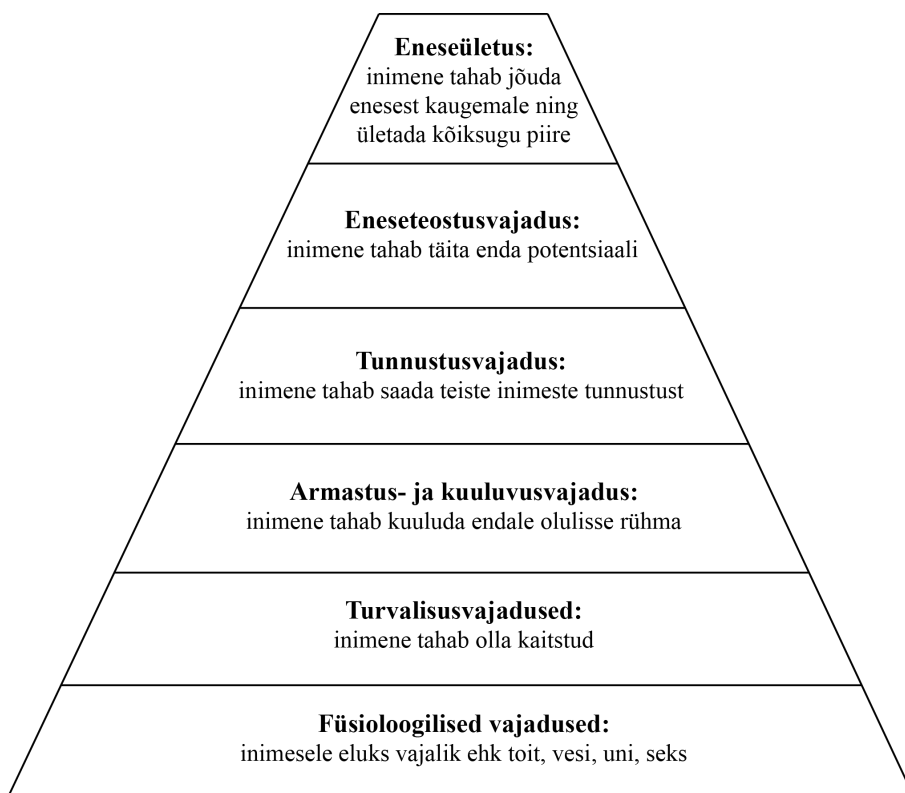 Eneseületus:
inimene tahab jõuda
enesest kaugemale ning
ületada kõiksugu piire
Eneseteostusvajadus:
inimene tahab täita enda potentsiaali
Tunnustusvajadus:
inimene tahab saada teiste inimeste tunnustust
Armastus- ja kuuluvusvajadus:
inimene tahab kuuluda endale olulisse rühma
Turvalisusvajadused:
inimene tahab olla kaitstud
Füsioloogilised vajadused:
inimesele eluks vajalik ehk toit, vesi, uni, seks